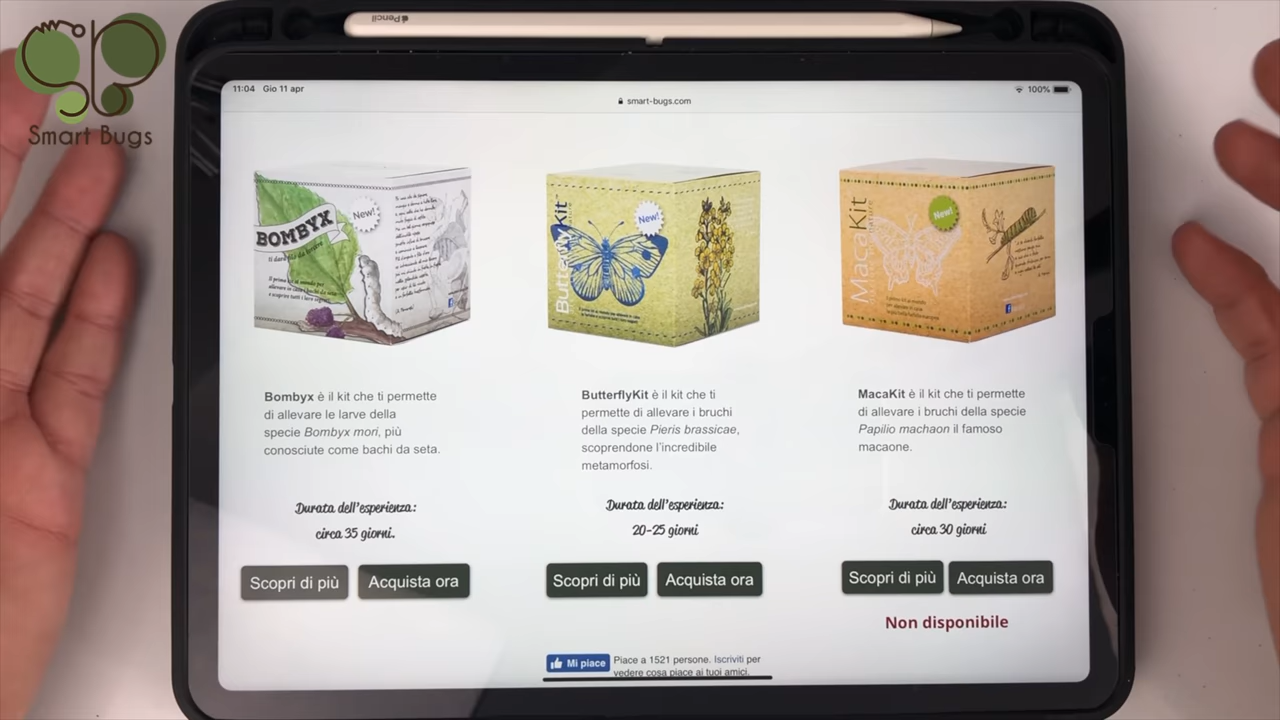 Pencil
Smart Bugs
11:04 Gio 11 apr
smart-bugs.com
100%
BOMBYX
New!
ButterflyKit
New!
MacaKit
nature
New!
Bombyx è il kit che ti permette
di allevare le larve della
specie Bombyx mori, più
conosciute come bachi da seta.
Durata dell'esperienza:
circa 35 giorni.
Scopri di più
Acquista ora
ButterflyKit è il kit che ti
permette di allevare i bruchi
della specie Pieris brassicae,
scoprendone l'incredibile
metamorfosi.
Durata dell'esperienza:
20-25 giorni
Scopri di più
Acquista ora
MacaKit è il kit che ti permette
di allevare i bruchi della specie
Papilio machaon il famoso
macaone.
Durata dell'esperienza:
circa 30 giorni
Scopri di più
Acquista ora
Non disponibile
Mi piace
Piace a 1521 persone. Iscriviti per
vedere cosa piace ai tuoi amici.